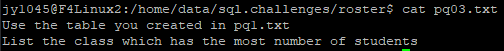 jy1045@F4Linux2:/home/data/sql.challenges/roster$ cat pq03.txt
Use the table you created in pq1.txt
List the class which has the most number of students